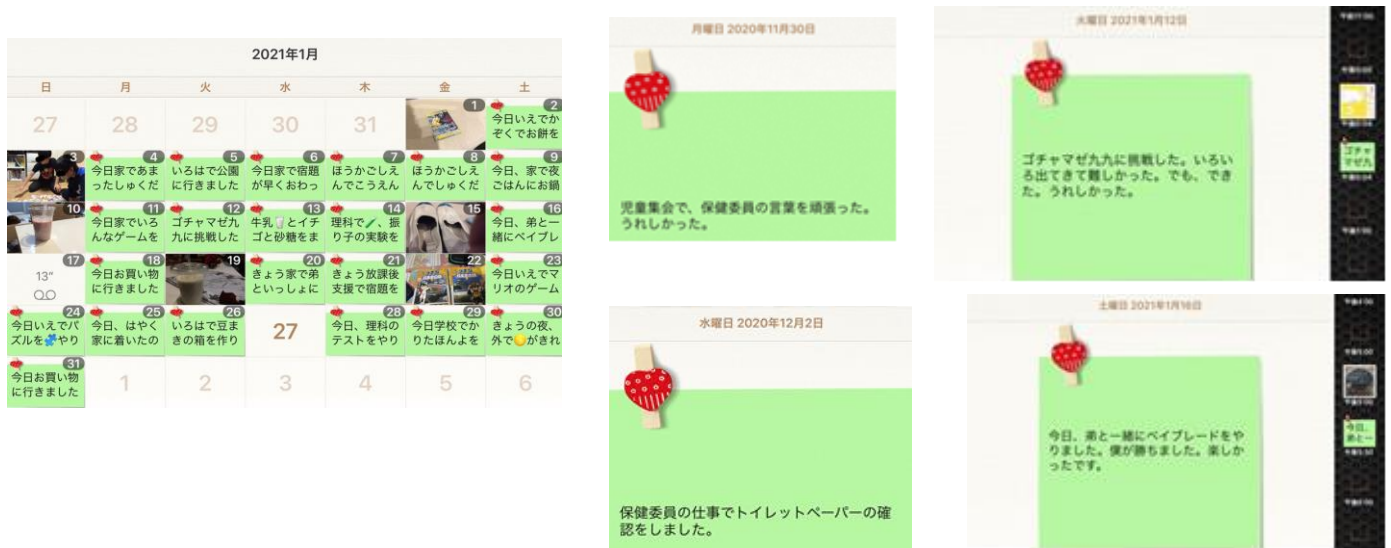 2021年1月
日 月 火 水 木 金 土
27 28 29 30 31 1 2
今日いえでか
ぞくでお餅を
3 4 5 6 7 8 9
今日家であま
ったしゅくだ
いろはで公園
に行きました
今日家で宿題
が早くおわっ
ほうかごしえ
んでこうえん
ほうかごしえ
んでしゅくだ
今日、家で夜
ごはんにお鍋
10 11 12 13 14 15 16
今日家でいろ
んなゲームを
ゴチャマゼ九
九に挑戦した
牛乳🥛とイチ
ゴと砂糖をま
理科で🧪、振
り子の実験を
今日、弟と一
緒にベイブレ
17 18 19 20 21 22 23
13"
今日お買い物
に行きました
きょう家で弟
といっしょに
きょう放課後
支援で宿題を
今日いえでマ
リオのゲーム
24 25 26 27 28 29 30
今日いえでパ
ズルを🧩やり
今日、はやく
家に着いたの
いろはで豆ま
きの箱を作り
今日、理科の
テストをやり
今日学校でか
りたほんよを
きょうの夜、
外で🌕がきれ
31 1 2 3 4 5 6
今日お買い物
に行きました
月曜日 2020年11月30日
児童集会で、保健委員の言葉を頑張った。
うれしかった。
水曜日 2020年12月2日
保健委員の仕事でトイレットペーパーの確
認をしました。
火曜日 2021年1月12日
ゴチャマゼ九九に挑戦した。いろい
ろ出てきて難しかった。でも、でき
た。うれしかった。
ゴチャ
マゼ九
土曜日 2021年1月16日
今日、弟と一緒にベイブレードをや
りました。僕が勝ちました。楽しか
ったです。
今日、
弟と一